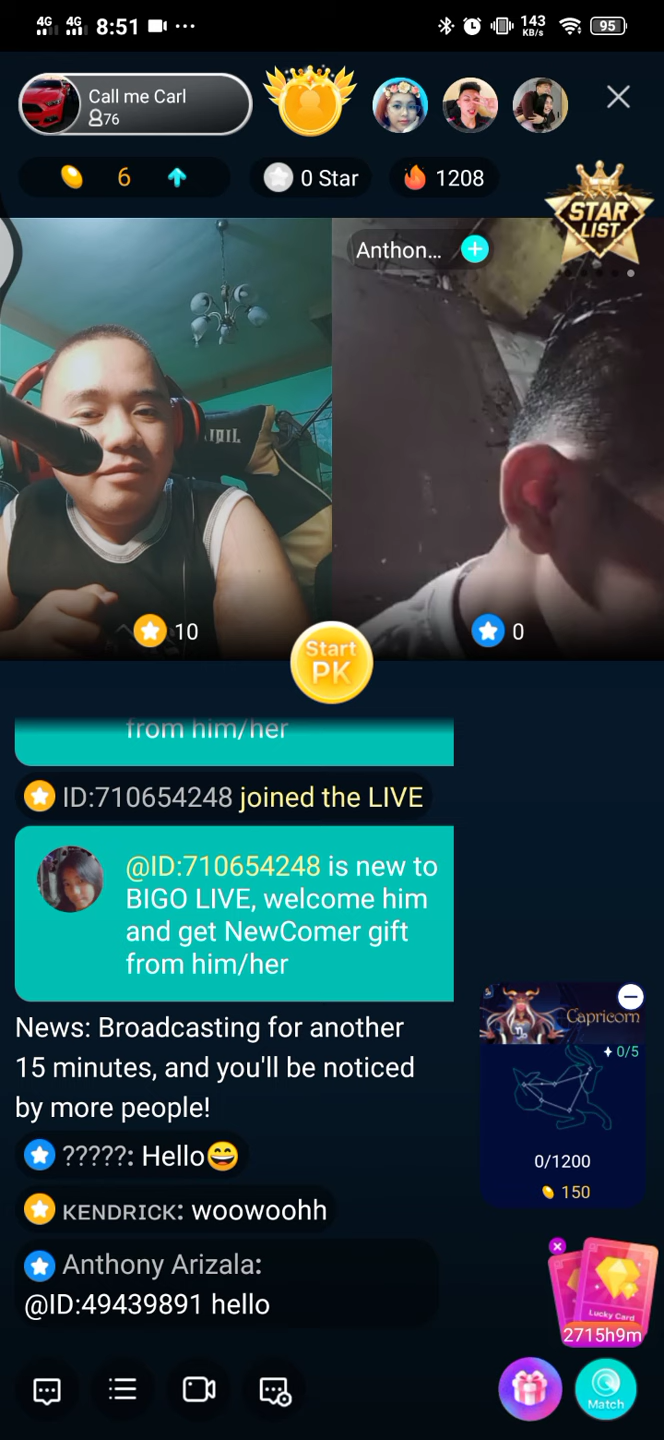 4G 4G 8:51 ... 143 KB/s 95
Call me Carl
76
6 0 Star 1208
STAR LIST
Anthon...
10 0
Start PK
from him/her
ID:710654248 joined the LIVE
@ID:710654248 is new to
BIGO LIVE, welcome him
and get NewComer gift
from him/her
News: Broadcasting for another
15 minutes, and you'll be noticed
by more people!
Capricorn
0/5
0/1200
150
?????: Hello😄
ᴋᴇɴᴅʀɪᴄᴋ: woowoohh
Anthony Arizala:
@ID:49439891 hello
Lucky Card
2715h9m
Match